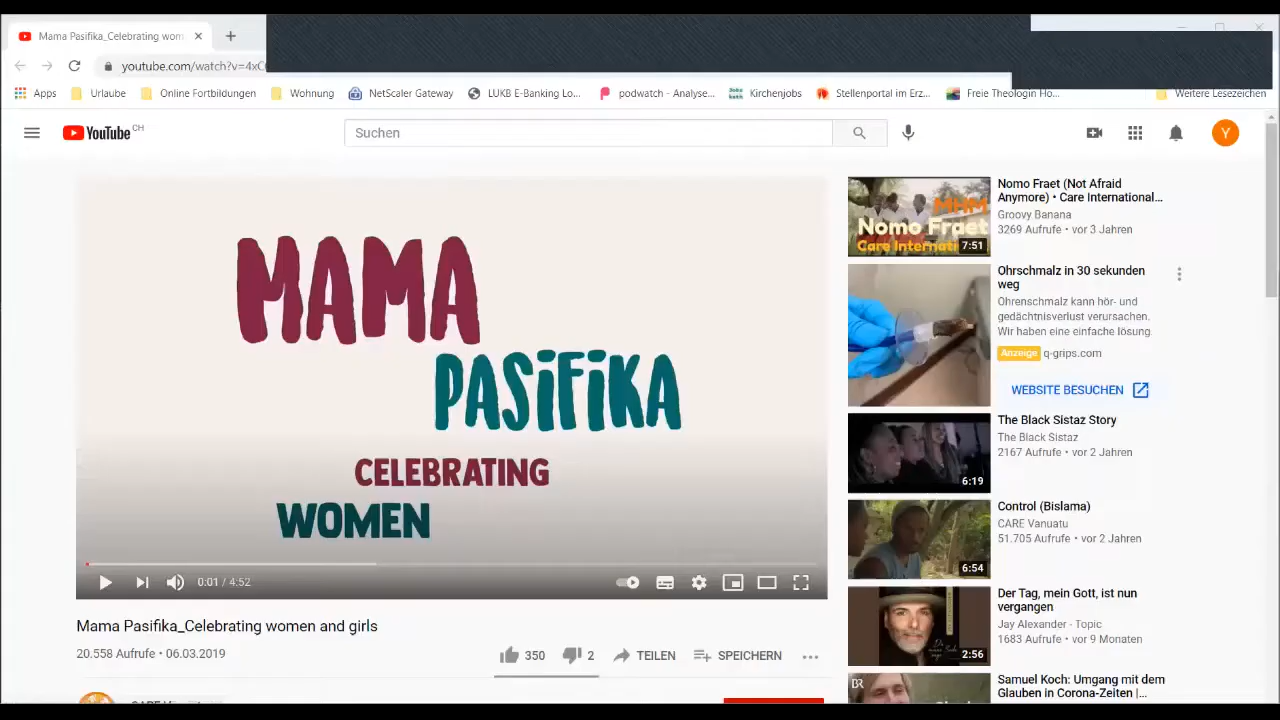 Mama Pasifika_Celebrating wom
youtube.com/watch?v=4xC
Apps
Urlaube
Online Fortbildungen
Wohnung
NetScaler Gateway
LUKB E-Banking Lo...
podwatch - Analyse...
Kirchenjobs
Stellenportal im Erz...
Freie Theologin Ho...
Weitere Lesezeichen
YouTube CH
Suchen
Y
MAMA
PASiFiKA
CELEBRATING
WOMEN
0:01 / 4:52
Mama Pasifika_Celebrating women and girls
20.558 Aufrufe • 06.03.2019
350
2
TEILEN
SPEICHERN
MHM
Nomo Fraet
Care Internati
7:51
Nomo Fraet (Not Afraid
Anymore) • Care International...
Groovy Banana
3269 Aufrufe • vor 3 Jahren
Ohrschmalz in 30 sekunden
weg
Ohrenschmalz kann hör- und
gedächtnisverlust verursachen.
Wir haben eine einfache lösung.
Anzeige q-grips.com
WEBSITE BESUCHEN
6:19
The Black Sistaz Story
The Black Sistaz
2167 Aufrufe • vor 2 Jahren
6:54
Control (Bislama)
CARE Vanuatu
51.705 Aufrufe • vor 2 Jahren
2:56
Der Tag, mein Gott, ist nun
vergangen
Jay Alexander - Topic
1683 Aufrufe • vor 9 Monaten
BR
Samuel Koch: Umgang mit dem
Glauben in Corona-Zeiten |...